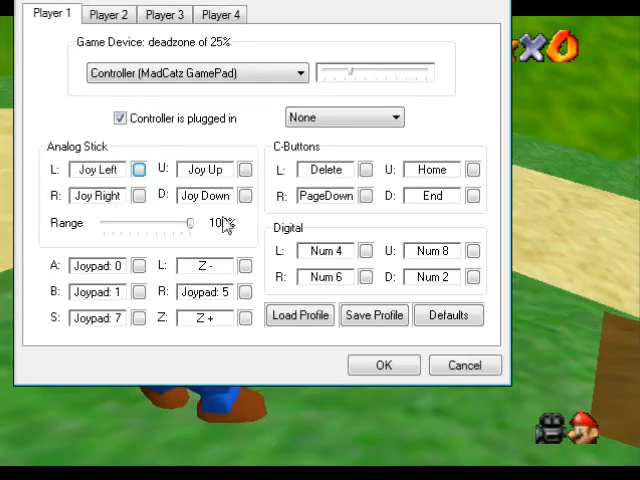 Player 1 Player 2 Player 3 Player 4
Game Device: deadzone of 25%
Controller (MadCatz GamePad)
Controller is plugged in None
Analog Stick C-Buttons
L: Joy Left U: Joy Up L: Delete U: Home
R: Joy Right D: Joy Down R: PageDown D: End
Range 100%
Digital
L: Num 4 U: Num 8
A: Joypad: 0 L: Z -
R: Num 6 D: Num 2
B: Joypad: 1 R: Joypad: 5
S: Joypad: 7 Z: Z +
Load Profile Save Profile Defaults
OK Cancel
X0